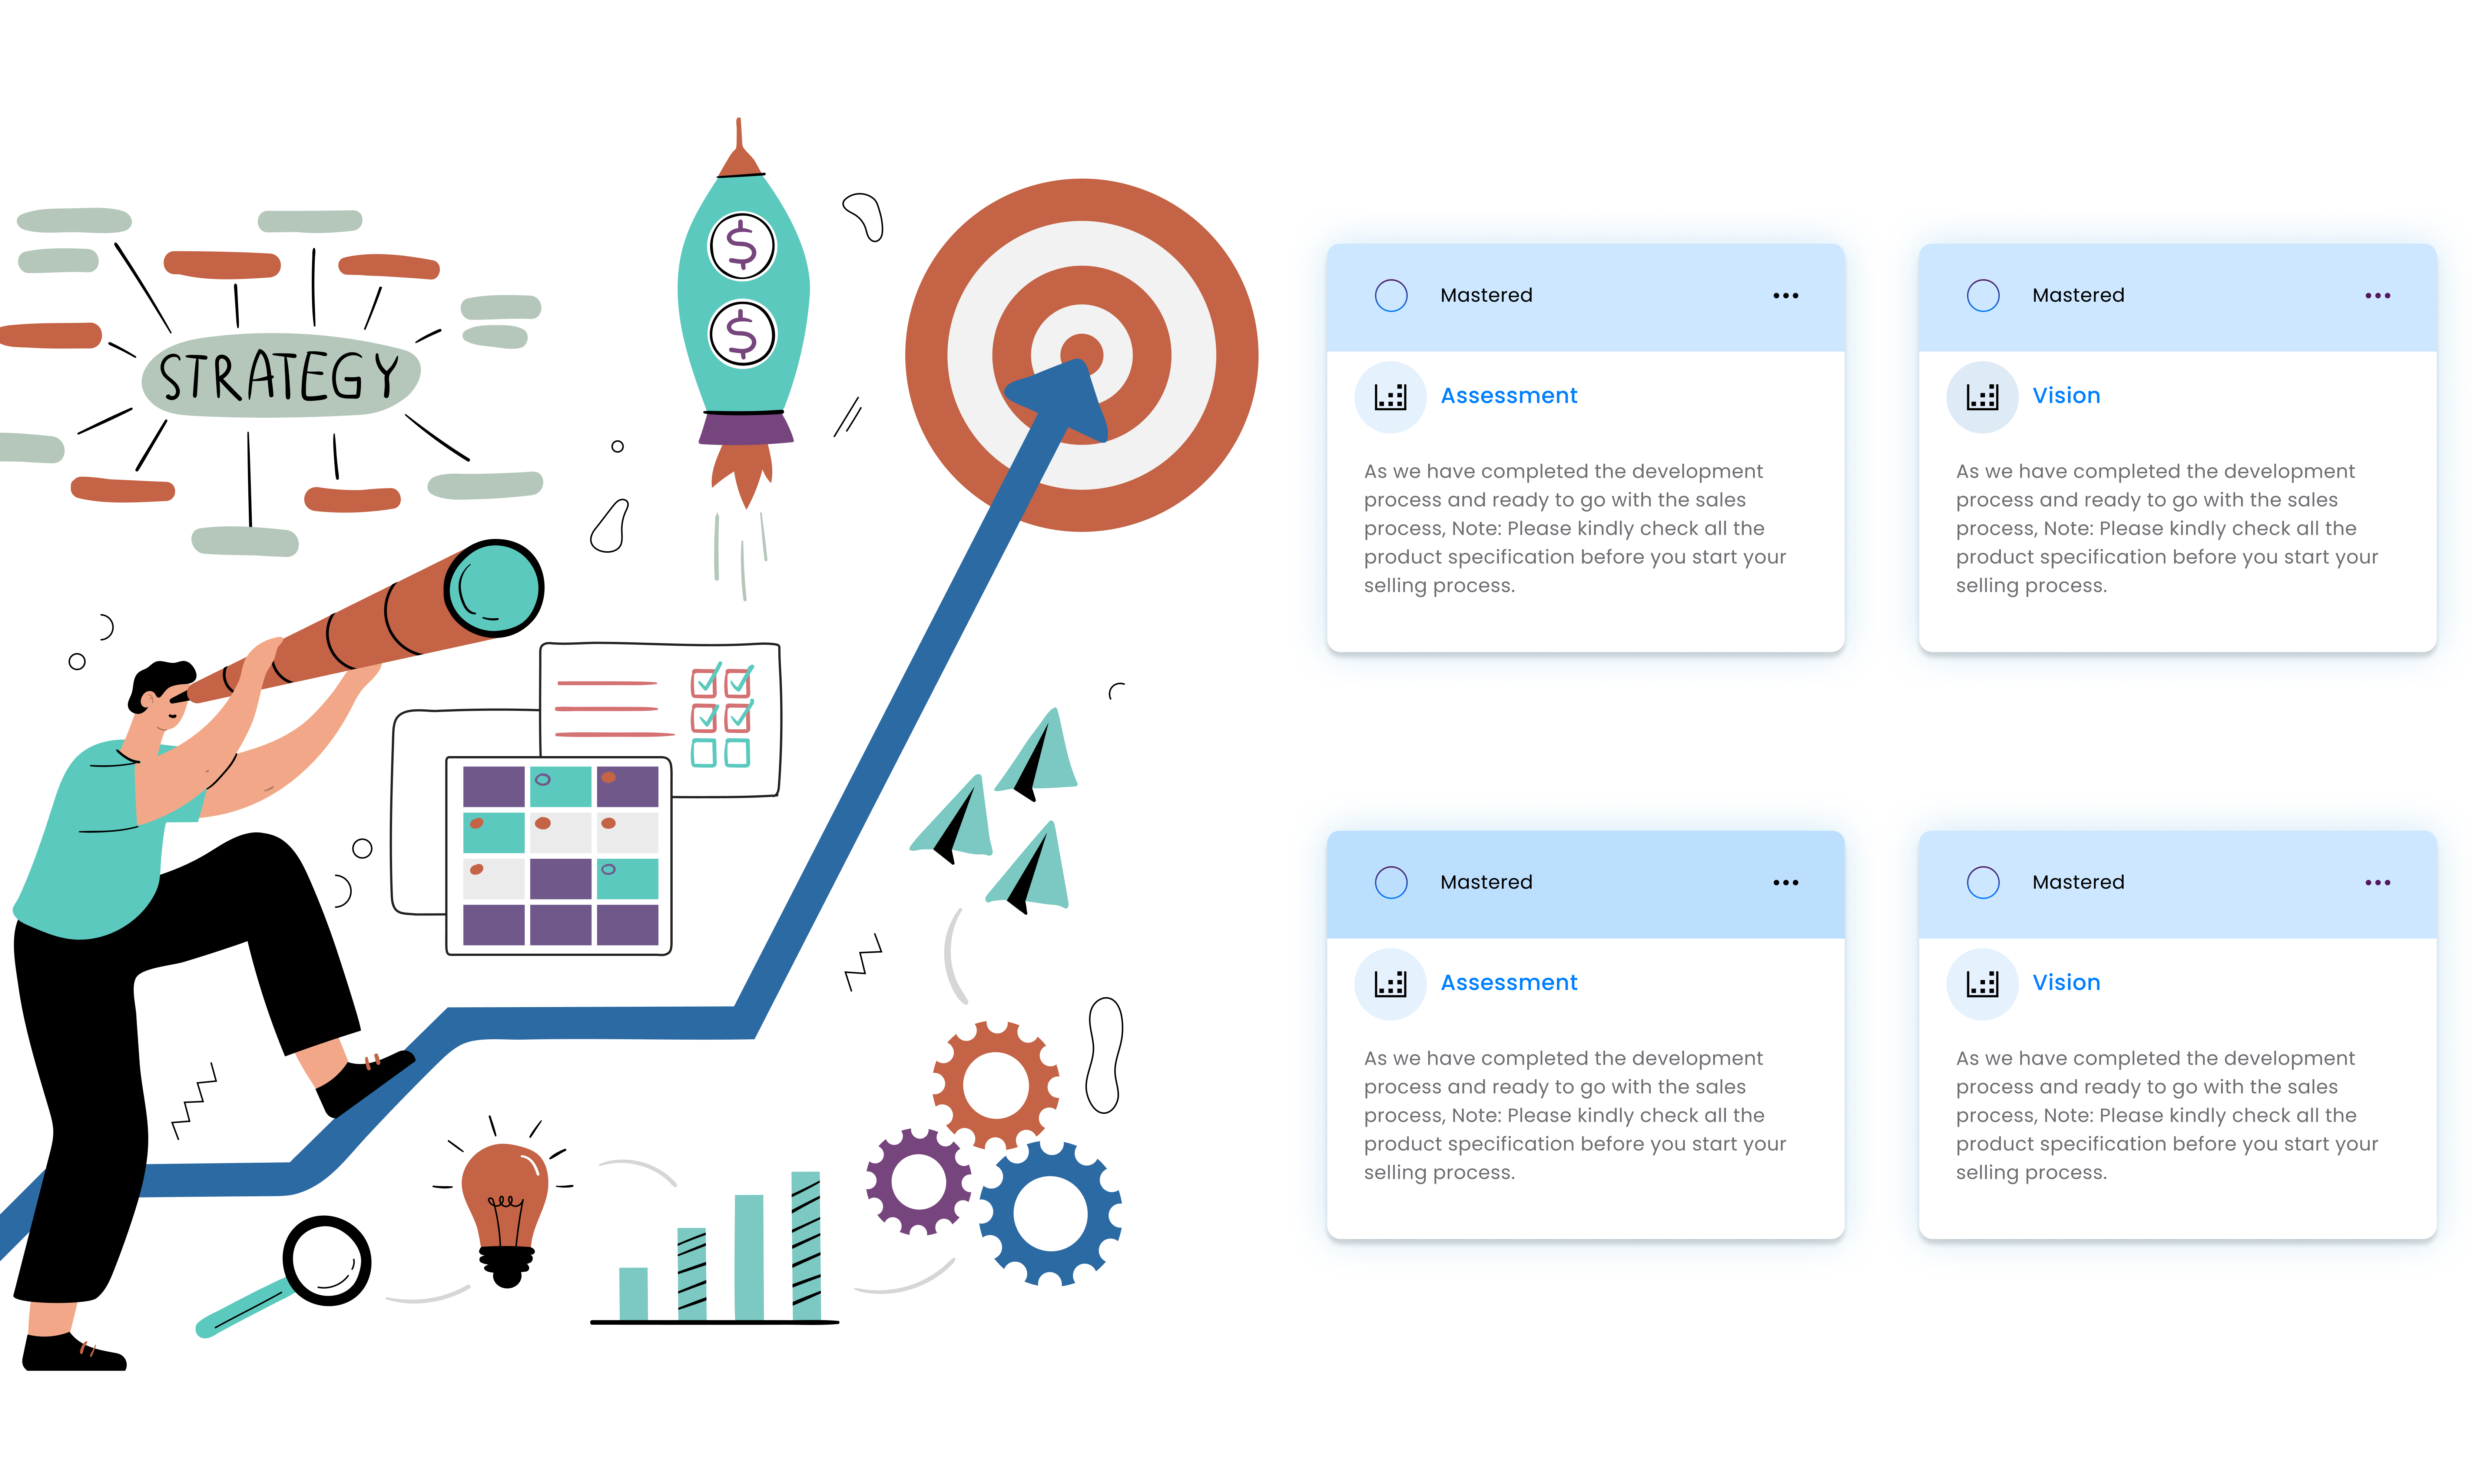 STRATEGY
$
$
Mastered
Assessment
As we have completed the development
process and ready to go with the sales
process, Note: Please kindly check all the
product specification before you start your
selling process.
Mastered
Vision
As we have completed the development
process and ready to go with the sales
process, Note: Please kindly check all the
product specification before you start your
selling process.
Mastered
Assessment
As we have completed the development
process and ready to go with the sales
process, Note: Please kindly check all the
product specification before you start your
selling process.
Mastered
Vision
As we have completed the development
process and ready to go with the sales
process, Note: Please kindly check all the
product specification before you start your
selling process.